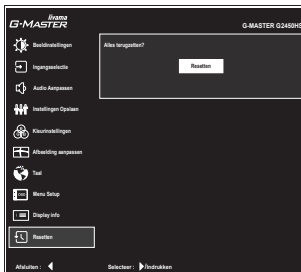 iiyama
G-MASTER
G-MASTER G2450HS
Beeldinstellingen
Alles terugzetten?
Resetten
Ingangsselectie
Audio Aanpassen
Instellingen Opslaan
Kleurinstellingen
Afbeelding aanpassen
Taal
OSD
Menu Setup
Display info
Resetten
Afsluiten :
Selecteer : /Indrukken